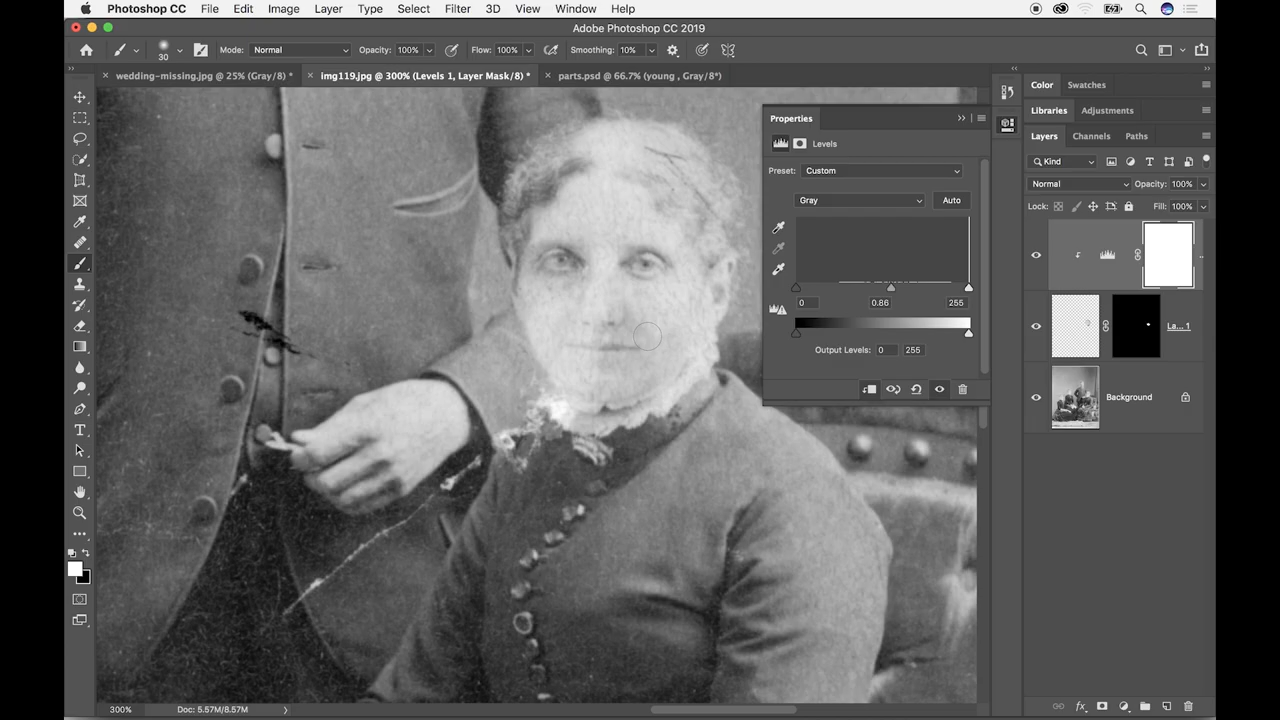 Photoshop CC File Edit Image Layer Type Select Filter 3D View Window Help
Adobe Photoshop CC 2019
30 Mode: Normal Opacity: 100% Flow: 100% Smoothing: 10%
× wedding-missing.jpg @ 25% (Gray/8) * × img119.jpg @ 300% (Levels 1, Layer Mask/8) * × parts.psd @ 66.7% (young , Gray/8*)
Color Swatches
Libraries Adjustments
Layers Channels Paths
Kind
Normal Opacity: 100%
Lock: Fill: 100%
La... 1
Background
Properties
Levels
Preset: Custom
Gray Auto
0 0.86 255
Output Levels: 0 255
300% Doc: 5.57M/8.57M